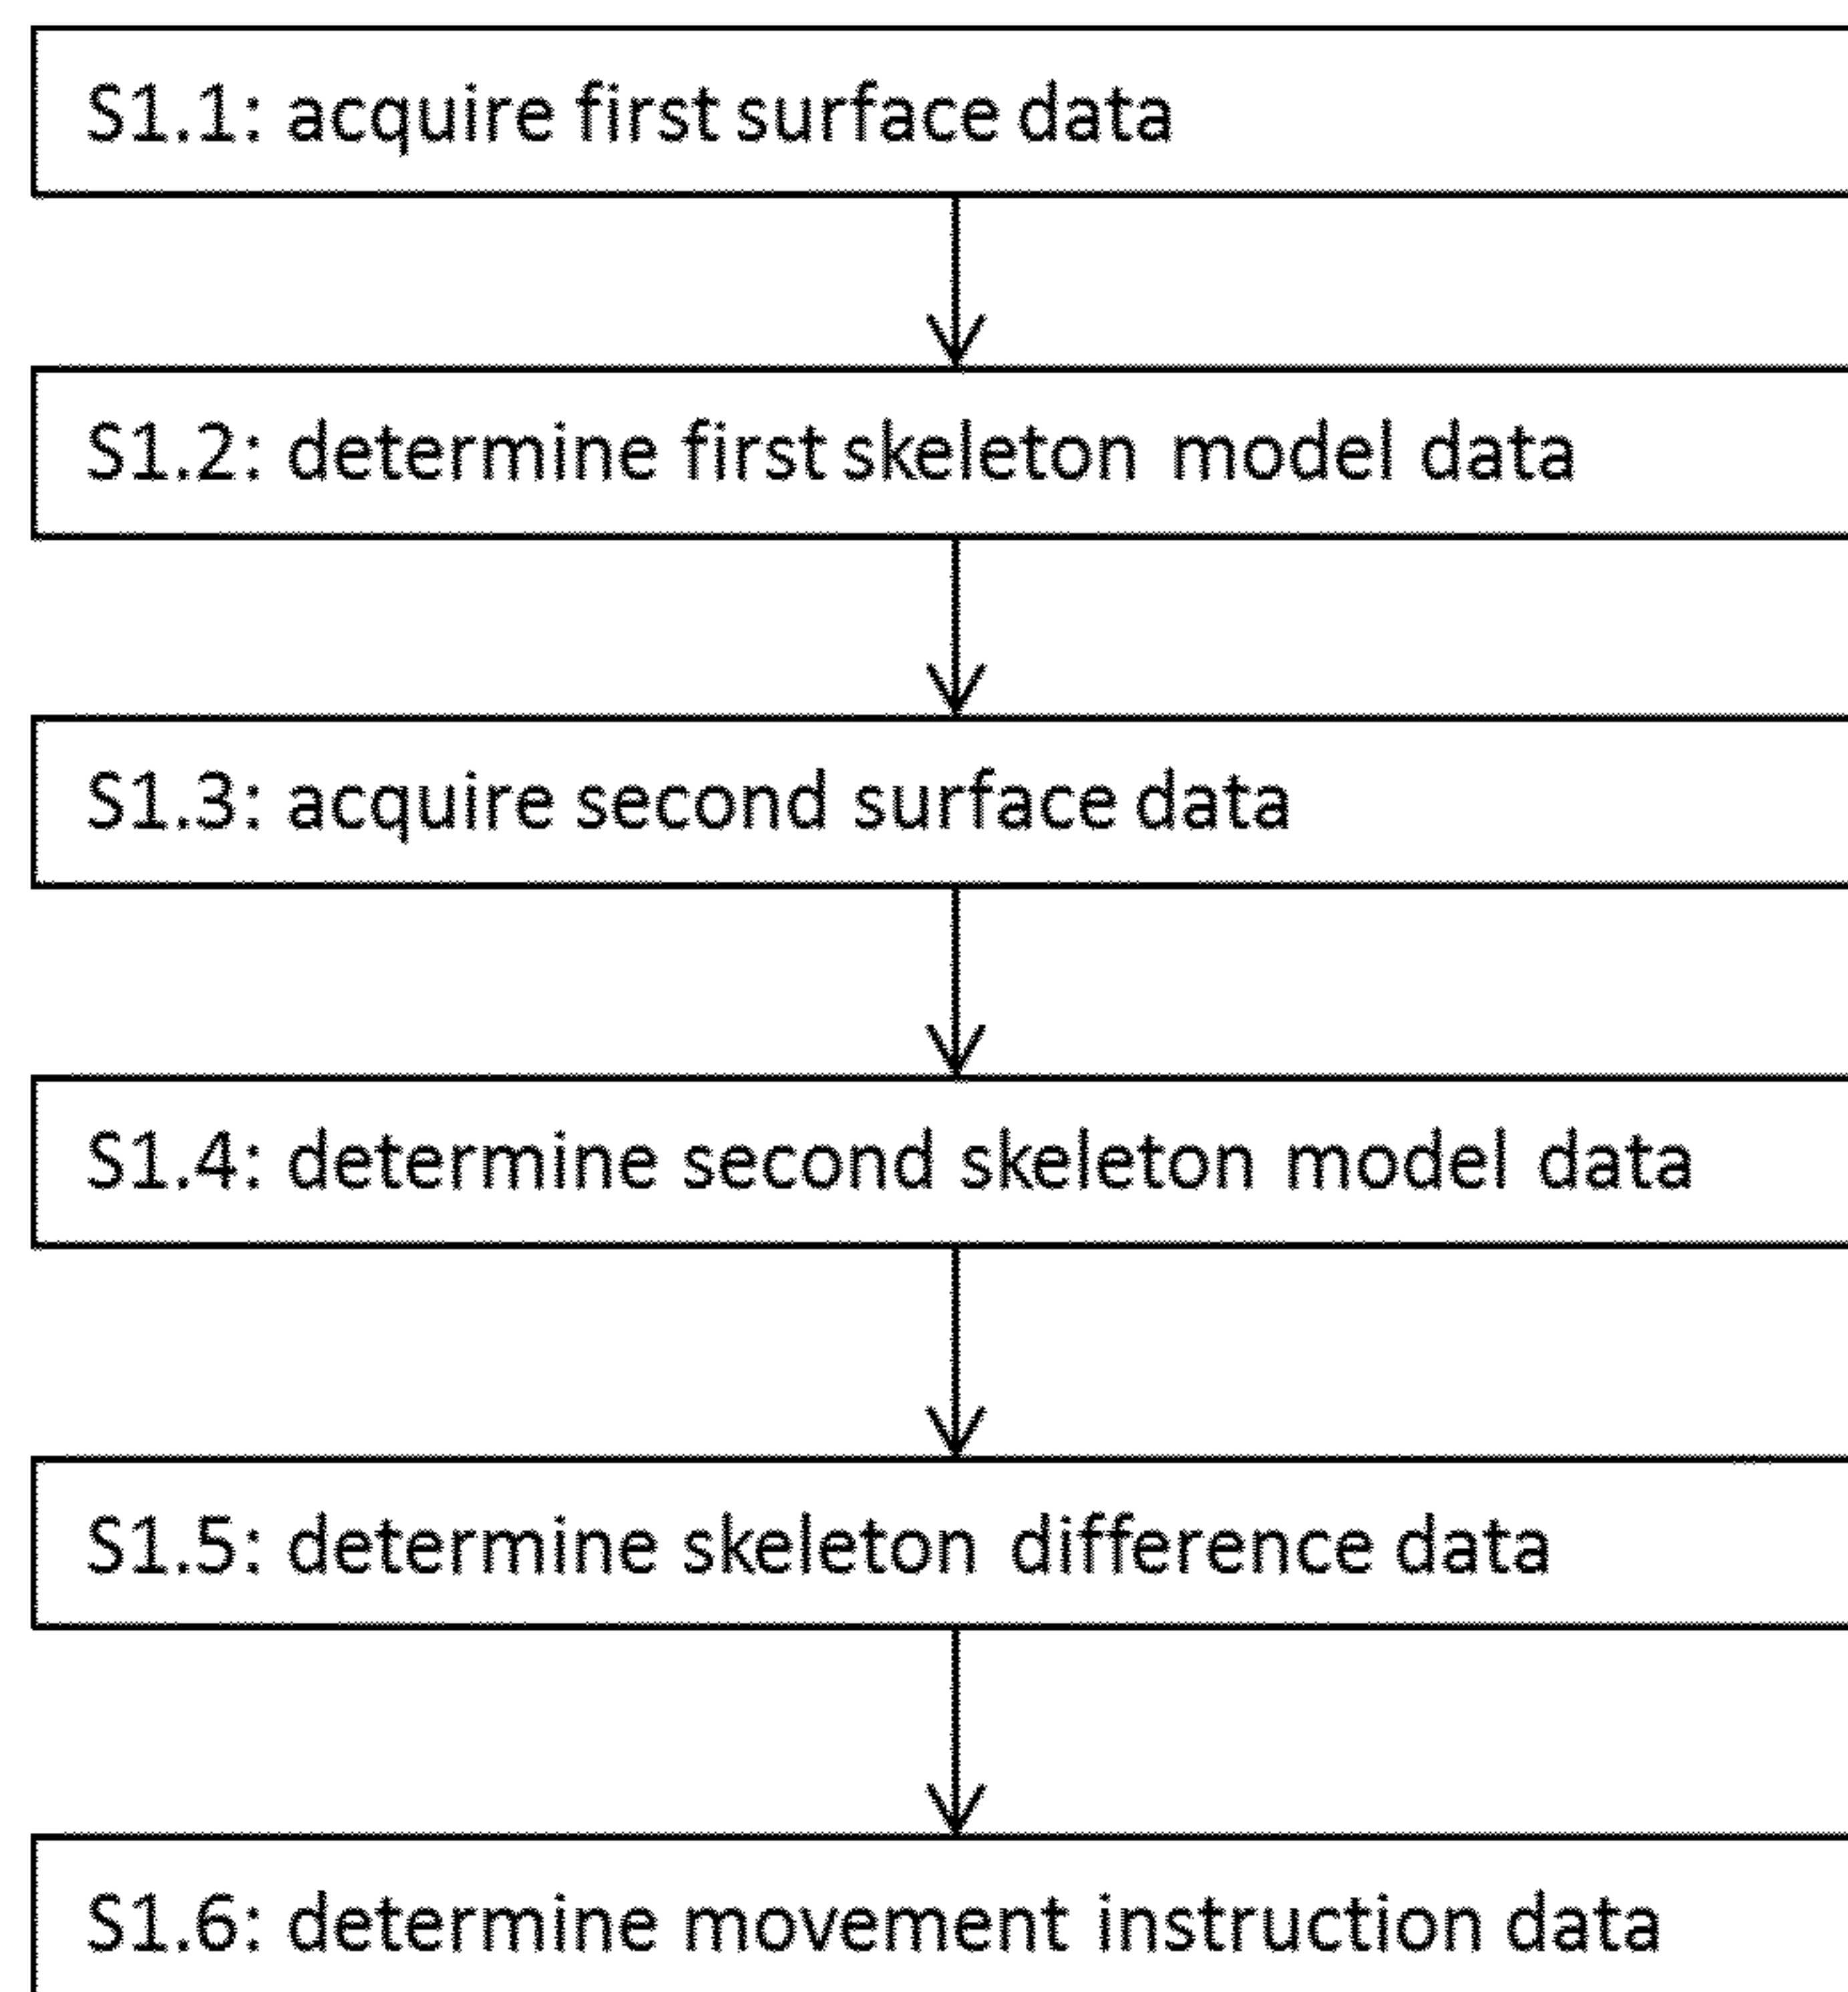 S1.1: acquire first surface data
S1.2: determine first skeleton model data
S1.3: acquire second surface data
S1.4: determine second skeleton model data
S1.5: determine skeleton difference data
S1.6: determine movement instruction data